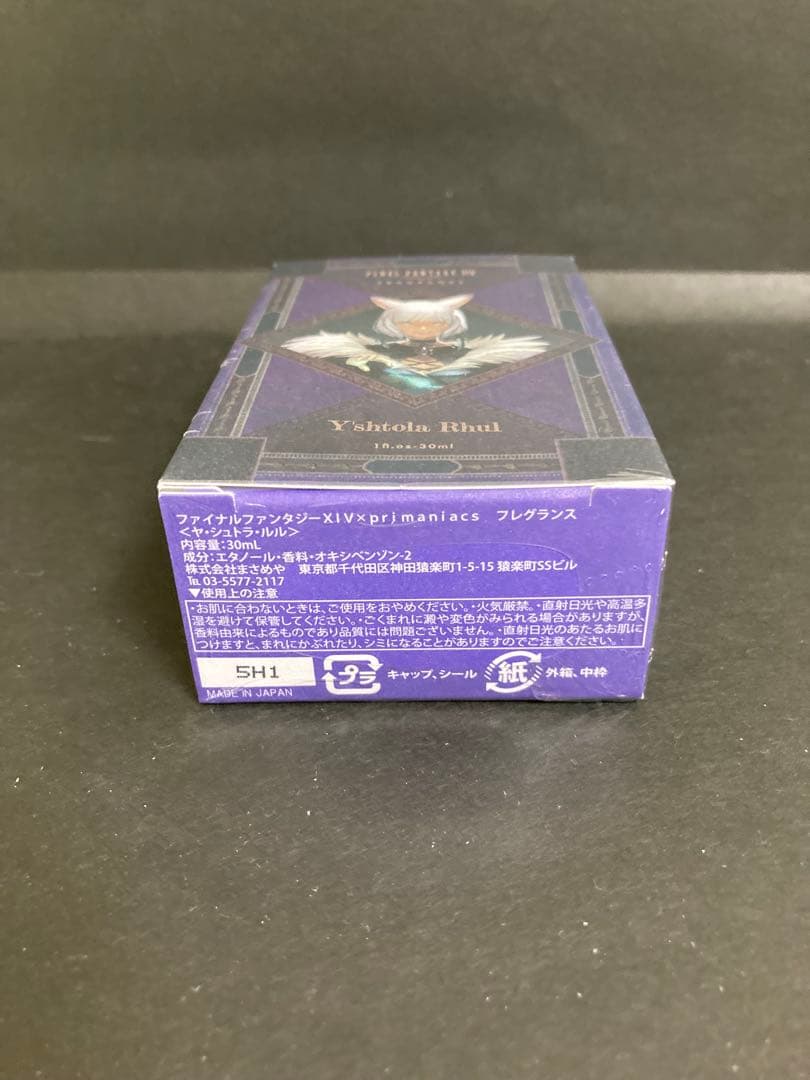 FINAL FANTASY XIV
FRAGRANCE
Y'shtola Rhul
1fl.oz-30ml
ファイナルファンタジーXIV×primaniacs フレグランス
＜ヤ・シュトラ・ルル＞
内容量:30mL
成分:エタノール・香料・オキシベンゾン-2
株式会社まさめや 東京都千代田区神田猿楽町1-5-15 猿楽町SSビル
℡ 03-5577-2117
▼使用上の注意
・お肌に合わないときは、ご使用をおやめください。・火気厳禁。・直射日光や高温多
湿を避けて保管してください。・ごくまれに澱や変色がみられる場合がありますが、
香料由来によるものであり品質には問題ございません。・直射日光のあたるお肌に
つけますと、まれにかぶれたり、シミになることがありますのでご注意ください。
5H1 プラ キャップ、シール 紙 外箱、中枠
MADE IN JAPAN